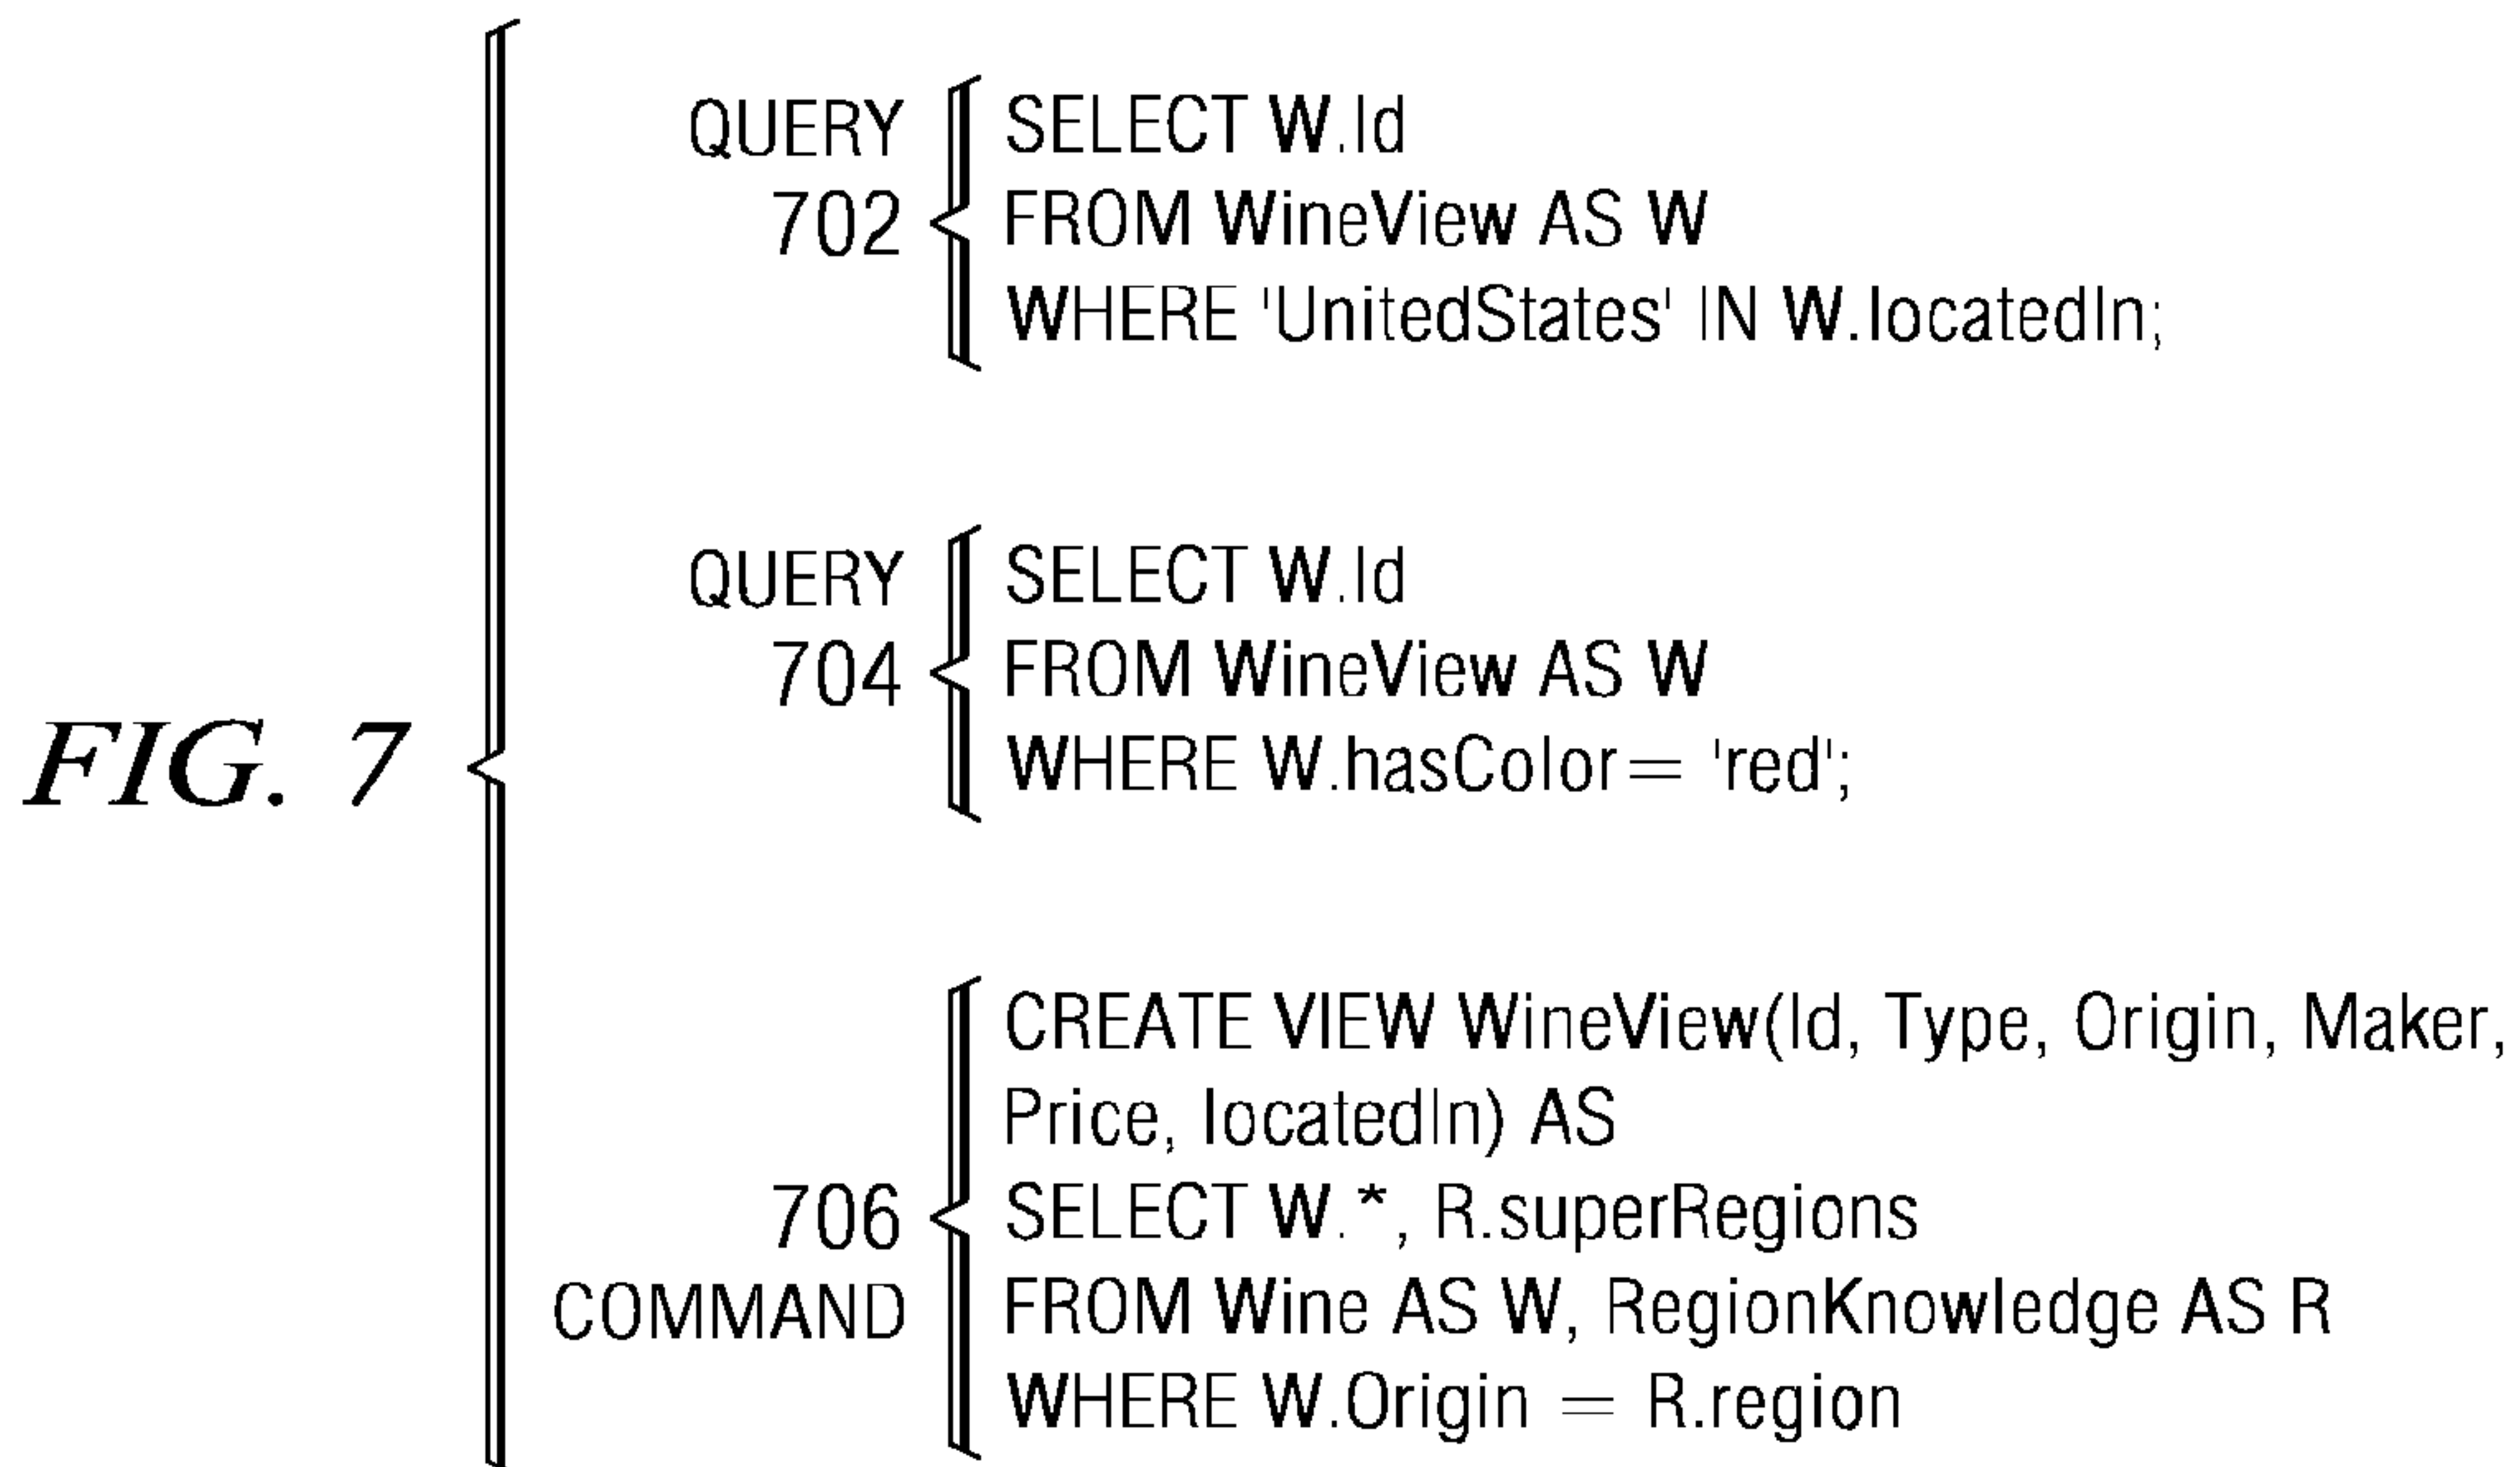 FIG. 7
QUERY
702
SELECT W.Id
FROM WineView AS W
WHERE 'UnitedStates' IN W.locatedIn;
QUERY
704
SELECT W.Id
FROM WineView AS W
WHERE W.hasColor= 'red';
706
COMMAND
CREATE VIEW WineView(Id, Type, Origin, Maker,
Price, locatedIn) AS
SELECT W.*, R.superRegions
FROM Wine AS W, RegionKnowledge AS R
WHERE W.Origin = R.region